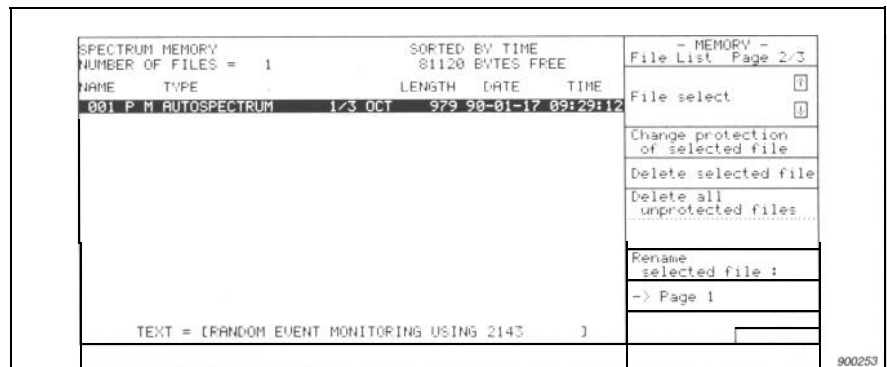 SPECTRUM MEMORY SORTED BY TIME
NUMBER OF FILES = 1 81120 BYTES FREE
NAME TYPE LENGTH DATE TIME
001 P M AUTOSPECTRUM 1/3 OCT 979 90-01-17 09:29:12
TEXT = [RANDOM EVENT MONITORING USING 2143 ]
- MEMORY -
File List Page 2/3
File select ↑
↓
Change protection
of selected file
Delete selected file
Delete all
unprotected files
Rename
selected file :
-> Page 1
900253